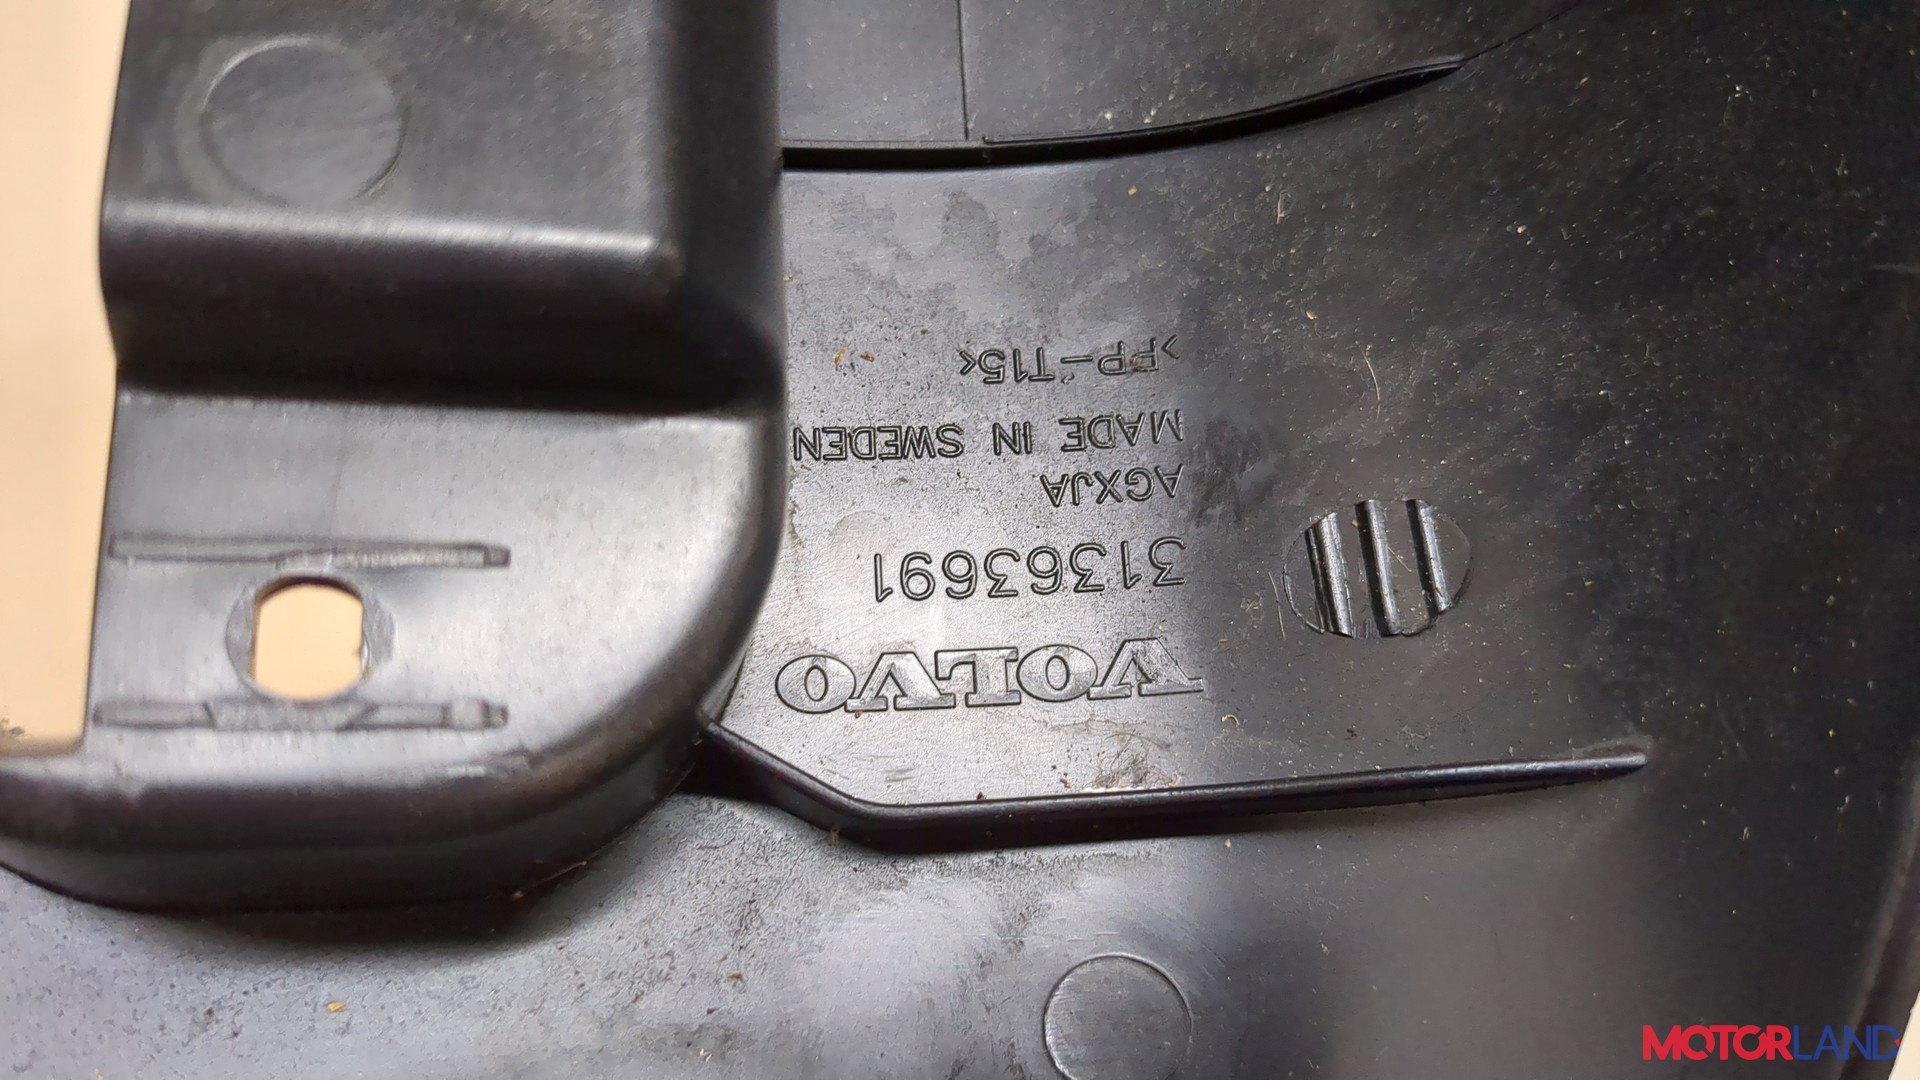 VOLVO
31363691
AGXJA
MADE IN SWEDEN
>PP-T15<
MOTORLAND